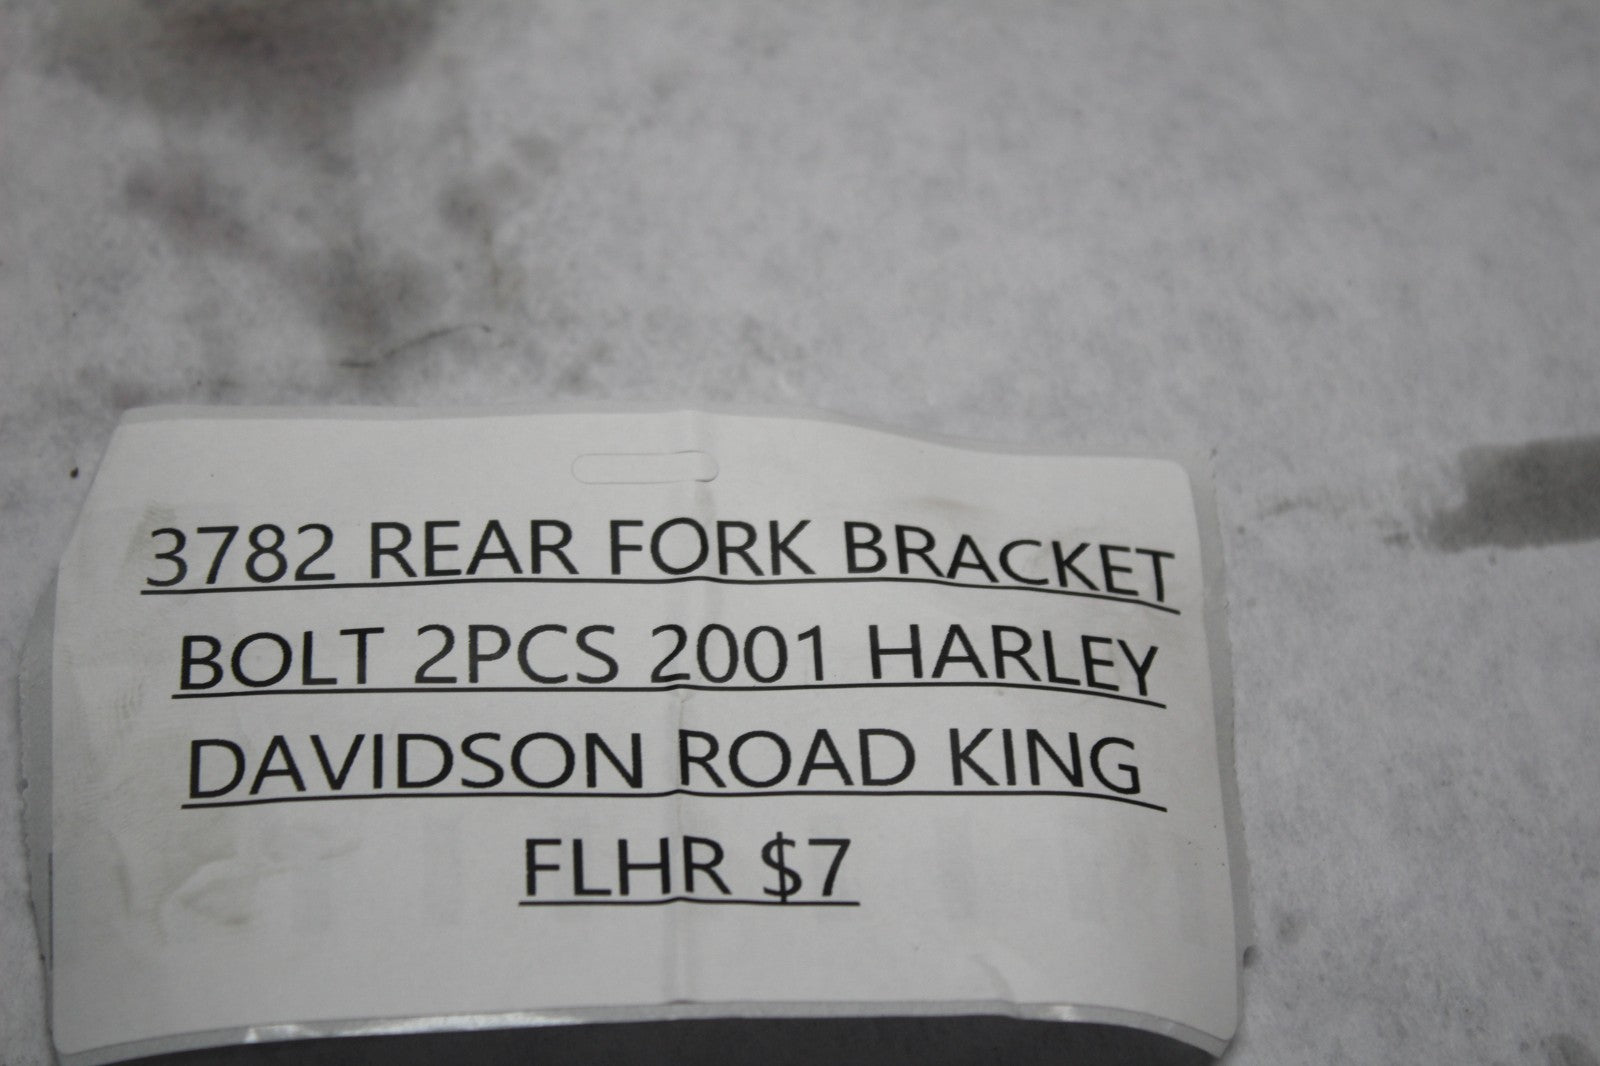 3782 REAR FORK BRACKET
BOLT 2PCS 2001 HARLEY
DAVIDSON ROAD KING
FLHR $7